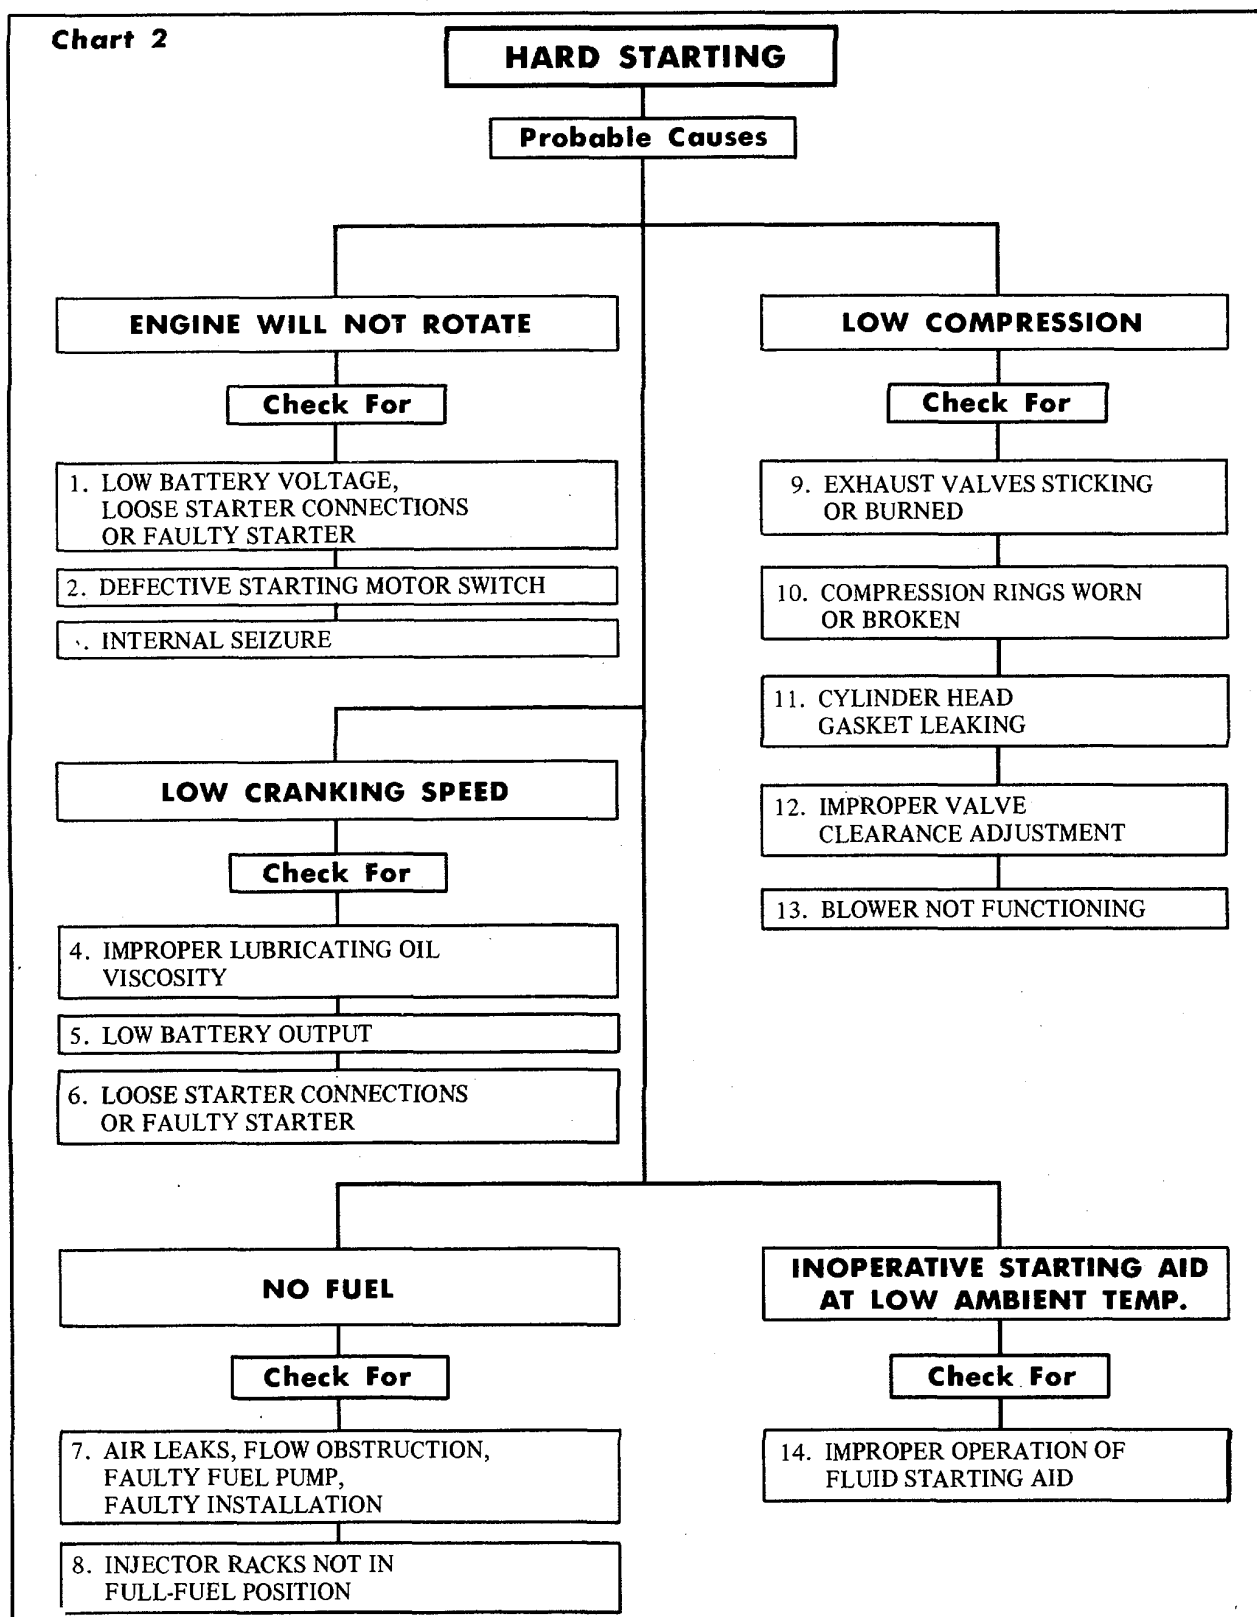 Chart 2
HARD STARTING
Probable Causes
ENGINE WILL NOT ROTATE
Check For
1. LOW BATTERY VOLTAGE,
LOOSE STARTER CONNECTIONS
OR FAULTY STARTER
2. DEFECTIVE STARTING MOTOR SWITCH
. INTERNAL SEIZURE
LOW CRANKING SPEED
Check For
4. IMPROPER LUBRICATING OIL
VISCOSITY
5. LOW BATTERY OUTPUT
6. LOOSE STARTER CONNECTIONS
OR FAULTY STARTER
NO FUEL
Check For
7. AIR LEAKS, FLOW OBSTRUCTION,
FAULTY FUEL PUMP,
FAULTY INSTALLATION
8. INJECTOR RACKS NOT IN
FULL-FUEL POSITION
LOW COMPRESSION
Check For
9. EXHAUST VALVES STICKING
OR BURNED
10. COMPRESSION RINGS WORN
OR BROKEN
11. CYLINDER HEAD
GASKET LEAKING
12. IMPROPER VALVE
CLEARANCE ADJUSTMENT
13. BLOWER NOT FUNCTIONING
INOPERATIVE STARTING AID
AT LOW AMBIENT TEMP.
Check For
14. IMPROPER OPERATION OF
FLUID STARTING AID